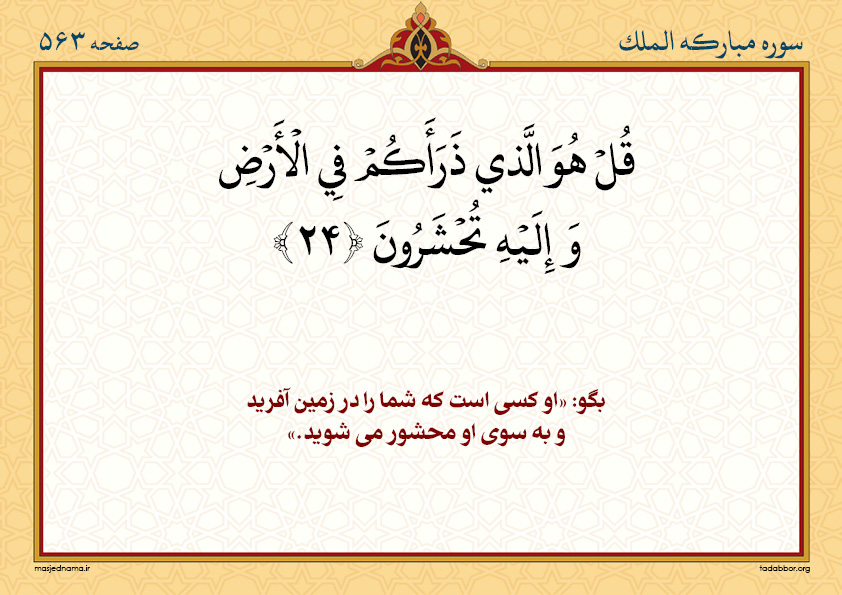 سوره مبارکه الملك
صفحه ۵۶۳
قُلْ هُوَ الَّذي ذَرَأَكُمْ فِي الْأَرْضِ
وَ إِلَيْهِ تُحْشَرُونَ ﴿۲۴﴾
بگو: «او کسی است که شما را در زمین آفرید
و به سوی او محشور می شوید.»
masjednama.ir
tadabbor.org